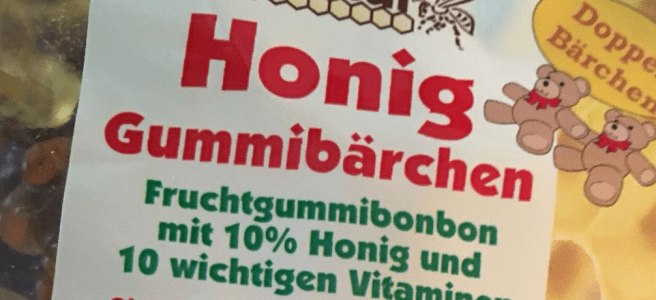 Honig
Doppel
Bärchen
Gummibärchen
Fruchtgummibonbon
mit 10% Honig und
10 wichtigen Vitaminen